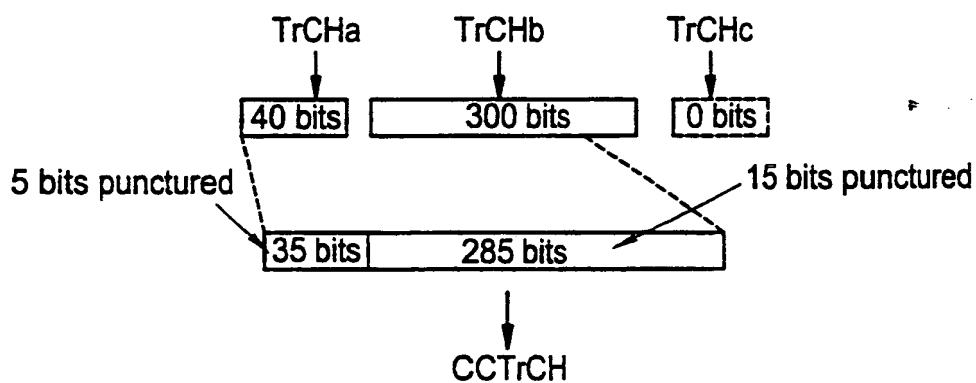 TrCHa TrCHb TrCHc
40 bits 300 bits 0 bits
5 bits punctured 15 bits punctured
35 bits 285 bits
CCTrCH